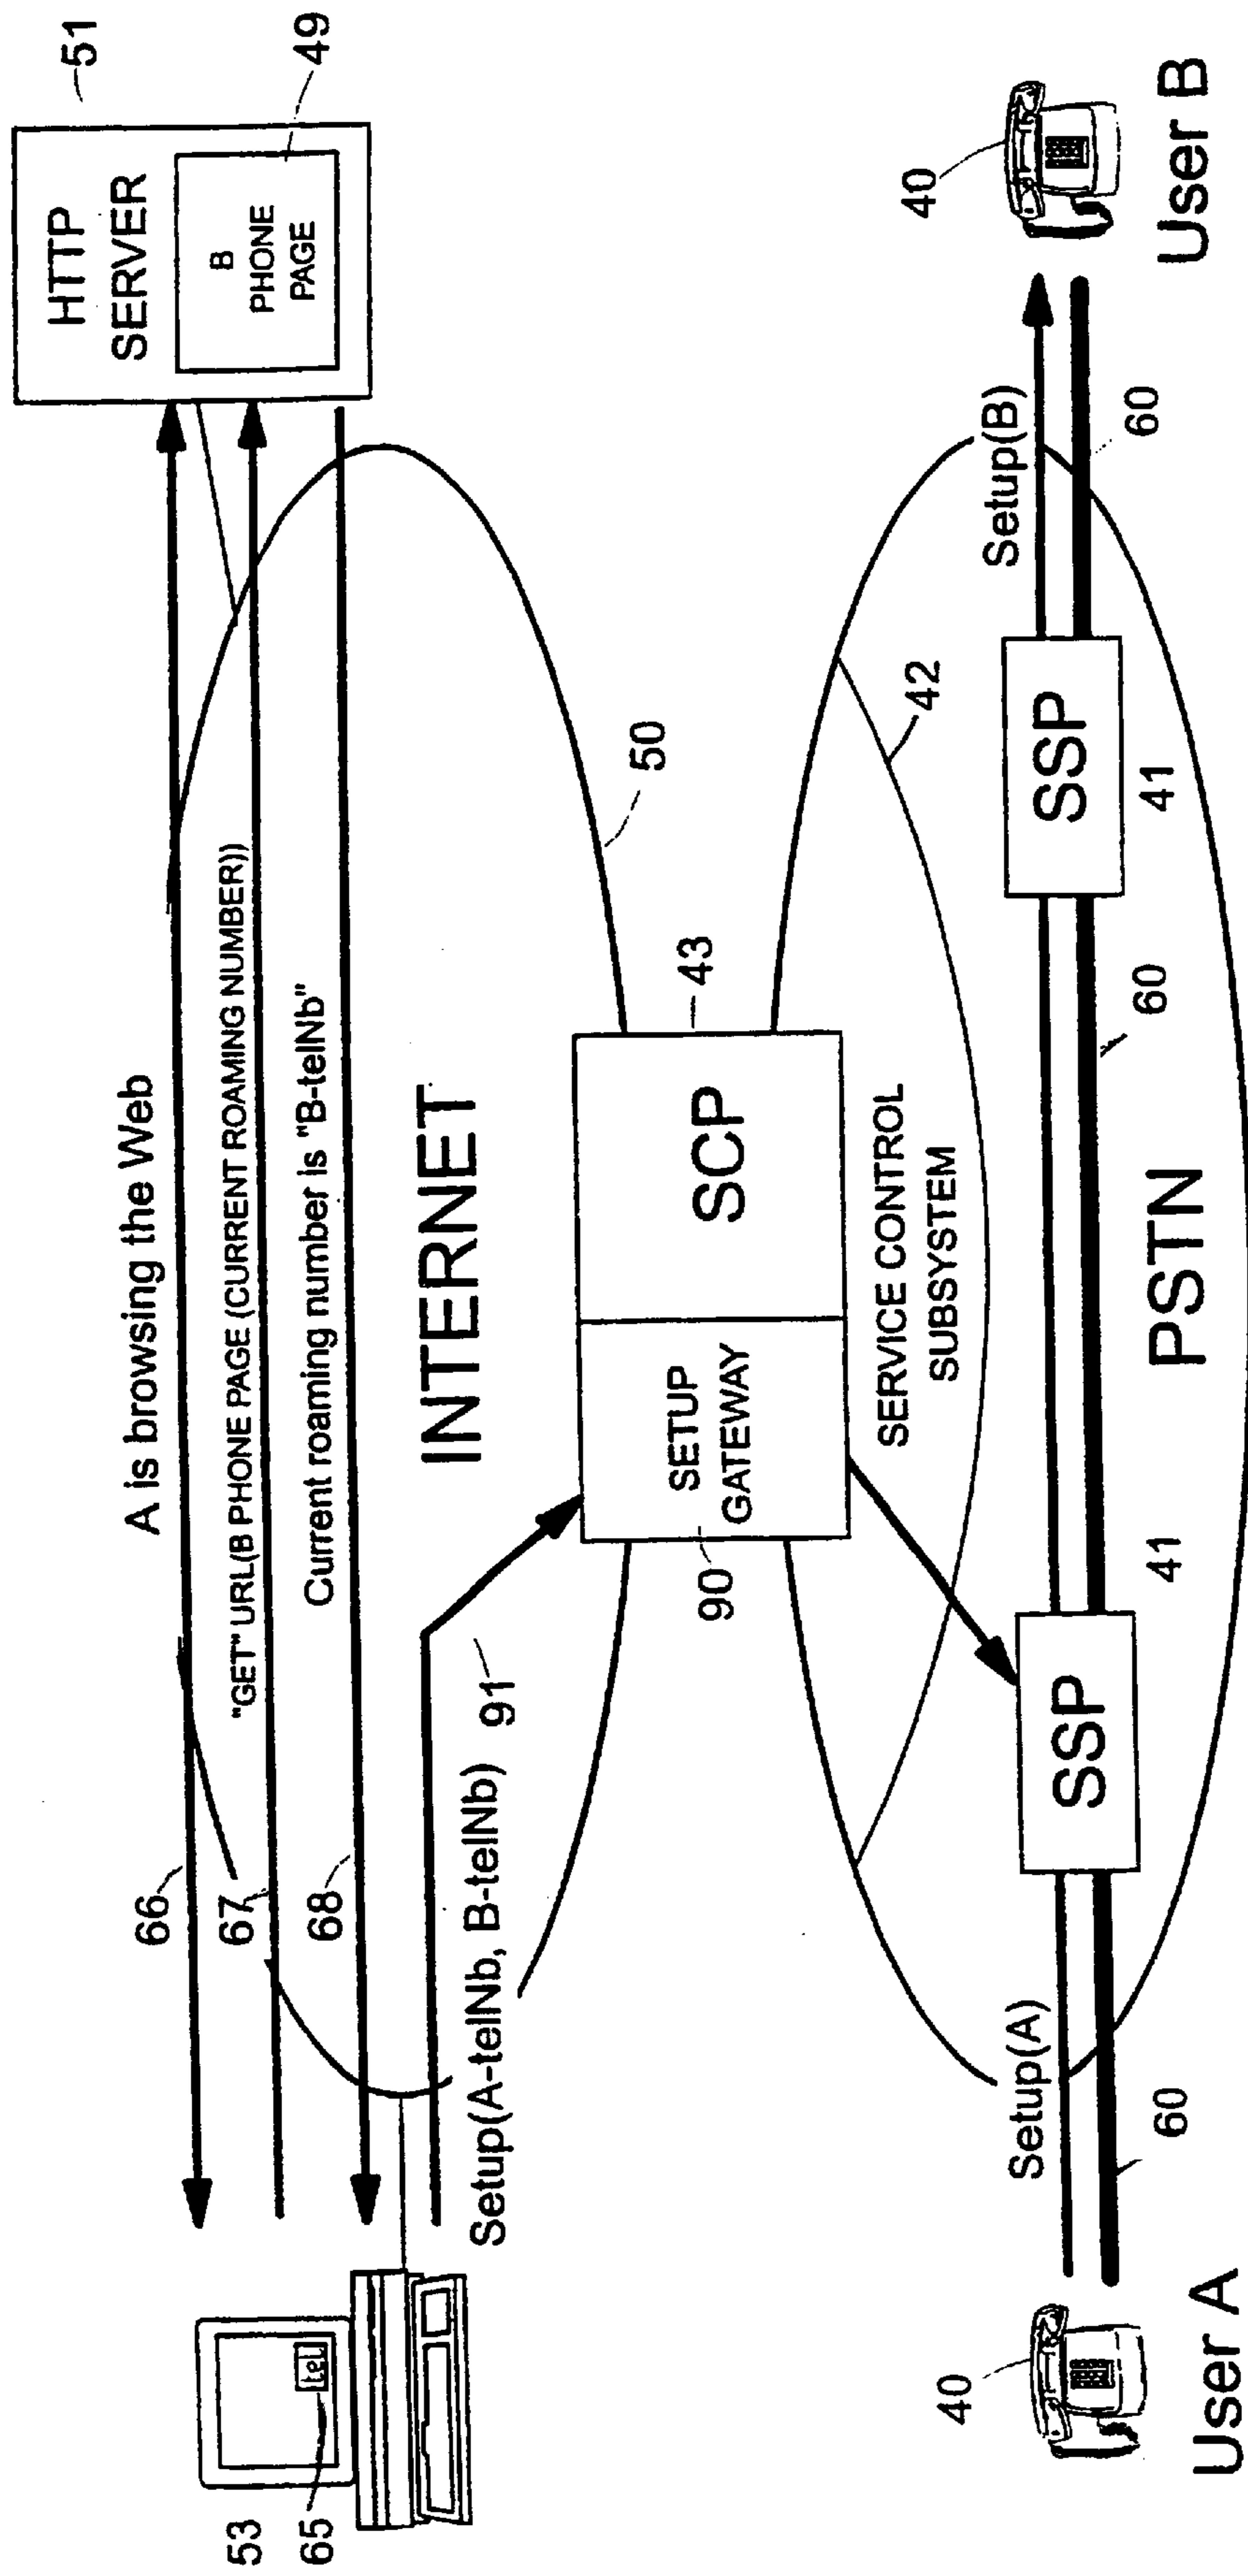 51
HTTP
SERVER
49
B
PHONE
PAGE
A is browsing the Web
66
"GET" URL(B PHONE PAGE (CURRENT ROAMING NUMBER))
67
Current roaming number is "B-telNb"
68
53
65
tel
INTERNET
Setup(A-telNb, B-telNb)
91
50
SETUP
GATEWAY
90
SCP
43
SERVICE CONTROL
SUBSYSTEM
42
Setup(A)
Setup(B)
40
40
SSP
SSP
41
41
60
60
60
PSTN
User A
User B